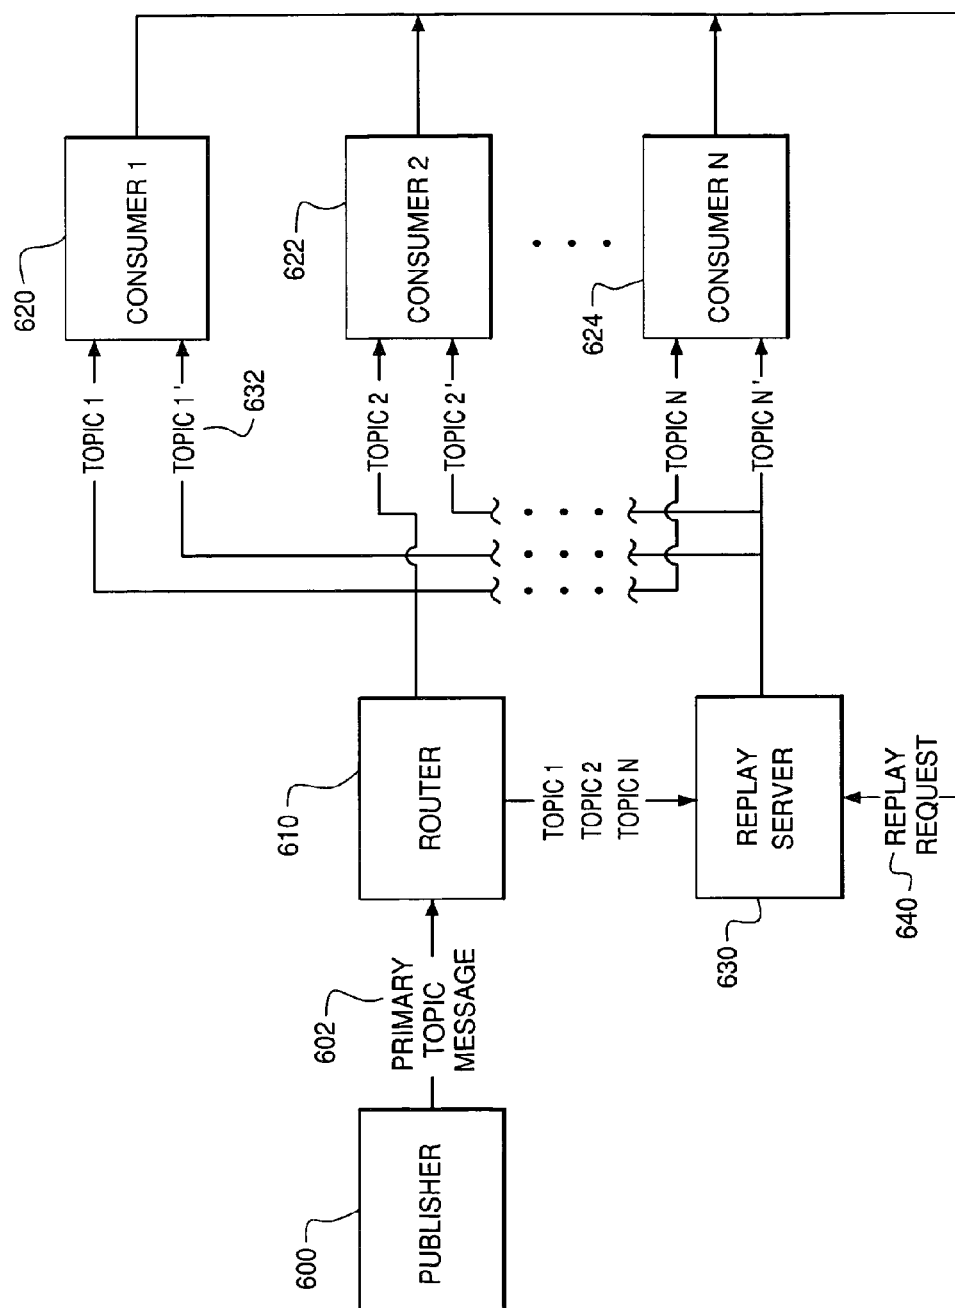 600
PUBLISHER
602
PRIMARY
TOPIC
MESSAGE
610
ROUTER
TOPIC 1
TOPIC 2
TOPIC N
630
REPLAY
SERVER
640
REPLAY
REQUEST
TOPIC 1
TOPIC 1'
632
620
CONSUMER 1
TOPIC 2
TOPIC 2'
622
CONSUMER 2
TOPIC N
TOPIC N'
624
CONSUMER N